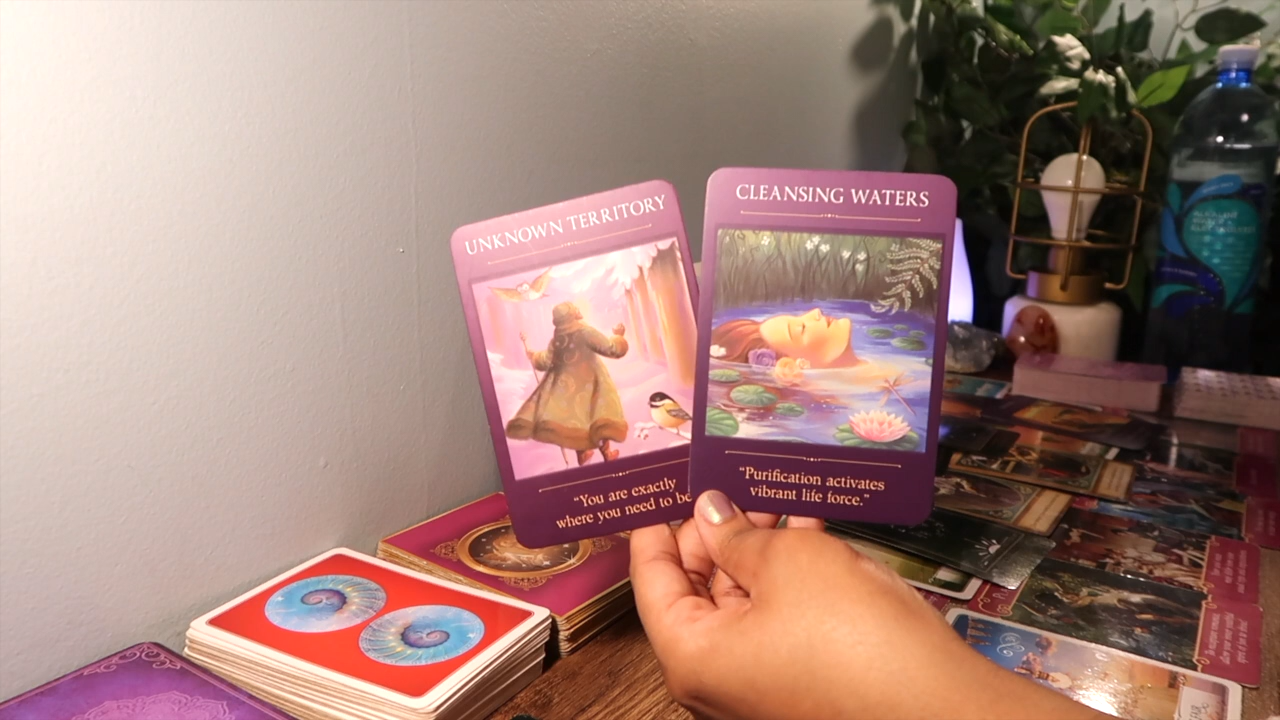 UNKNOWN TERRITORY
"You are exactly
where you need to be
CLEANSING WATERS
"Purification activates
vibrant life force."